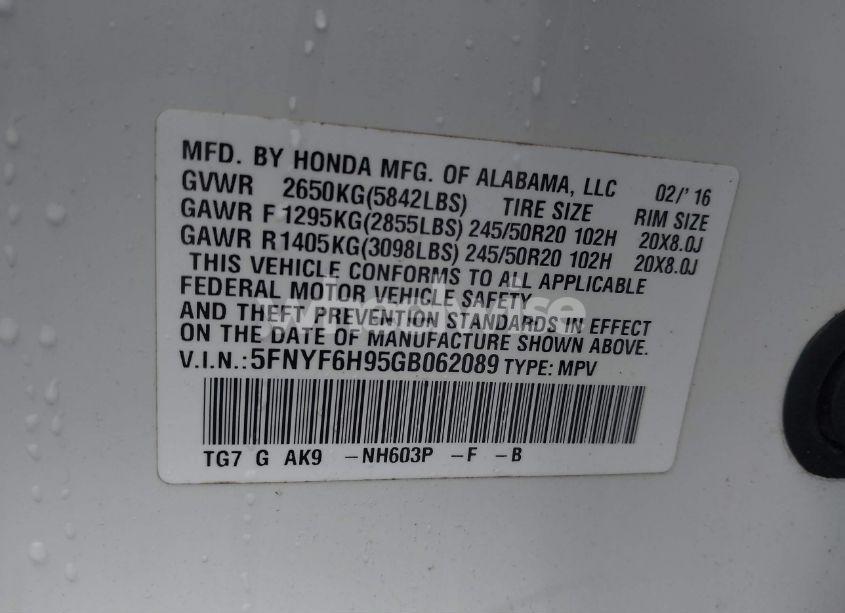 MFD. BY HONDA MFG. OF ALABAMA, LLC 02/' 16
GVWR 2650KG(5842LBS) TIRE SIZE RIM SIZE
GAWR F 1295KG(2855LBS) 245/50R20 102H 20X8.0J
GAWR R 1405KG(3098LBS) 245/50R20 102H 20X8.0J
THIS VEHICLE CONFORMS TO ALL APPLICABLE
FEDERAL MOTOR VEHICLE SAFETY
AND THEFT PREVENTION STANDARDS IN EFFECT
ON THE DATE OF MANUFACTURE SHOWN ABOVE.
V.I.N.: 5FNYF6H95GB062089 TYPE: MPV
TG7 G AK9 –NH603P –F –B